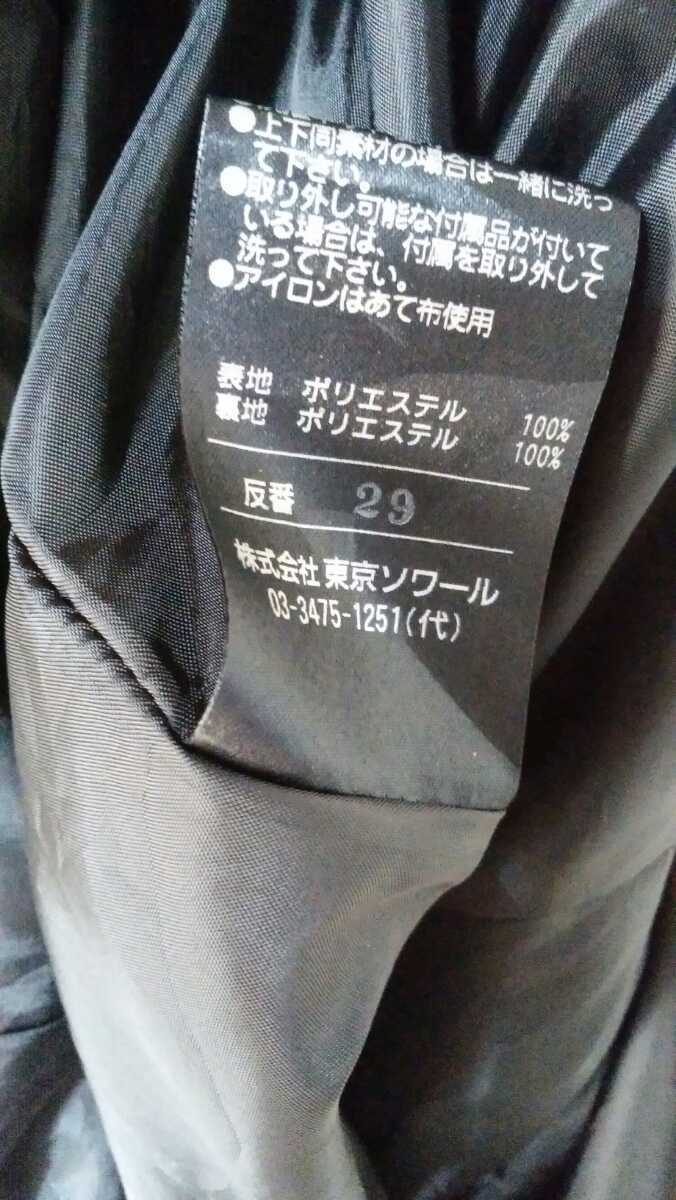 ●上下同素材の場合は一緒に洗っ
て下さい。
●取り外し可能な付属品が付いて
いる場合は、付属を取り外して
洗って下さい。
●アイロンはあて布使用
表地 ポリエステル 100%
裏地 ポリエステル 100%
反番 29
株式会社 東京ソワール
03-3475-1251(代)